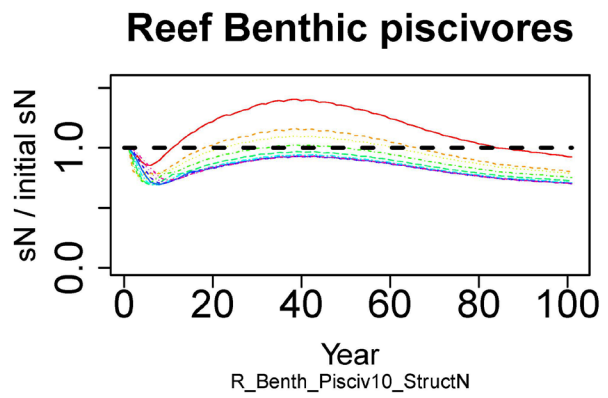 Reef Benthic piscivores
sN / initial sN
1.0
0.0
0 20 40 60 80 100
Year
R_Benth_Pisciv10_StructN